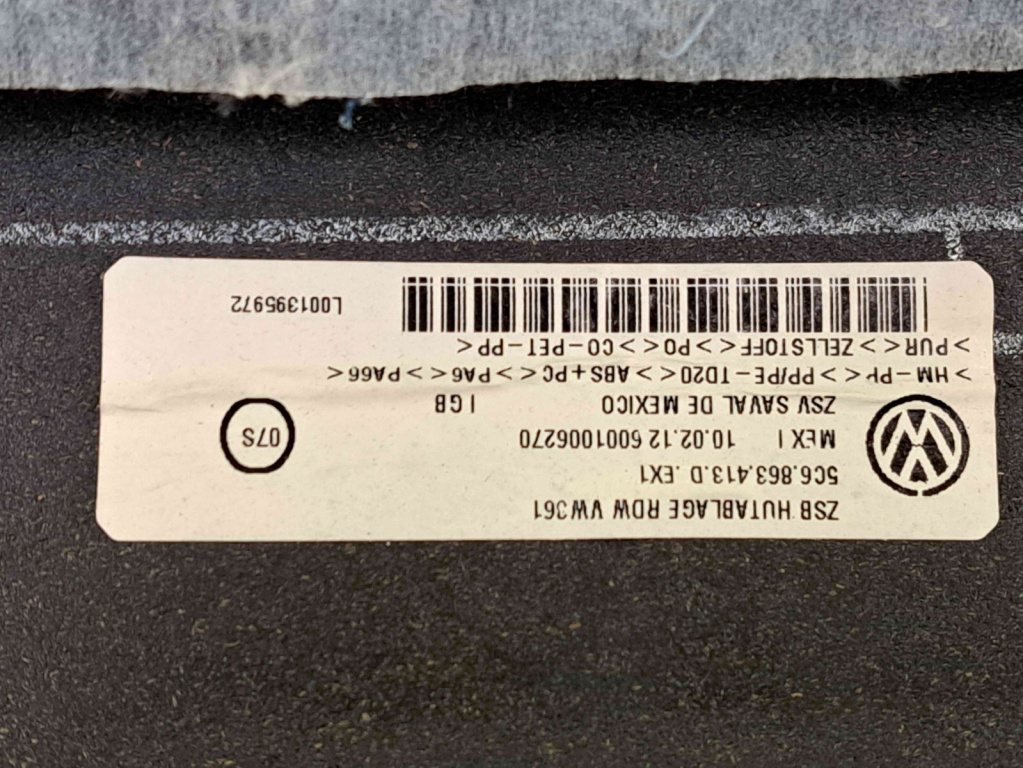 ZSB HUTABLAGE RDW VW361
5C6.863.413.D .EX1
MEX I 10.02.12 6001006270
ZSV SAVAL DE MEXICO I GB
07S
>HM-PP< >PP/PE-TD20< >ABS+PC< >PA6< >PA66<
>PUR< >ZELLSTOFF< >PO< >CO-PET-PP<
L001395972